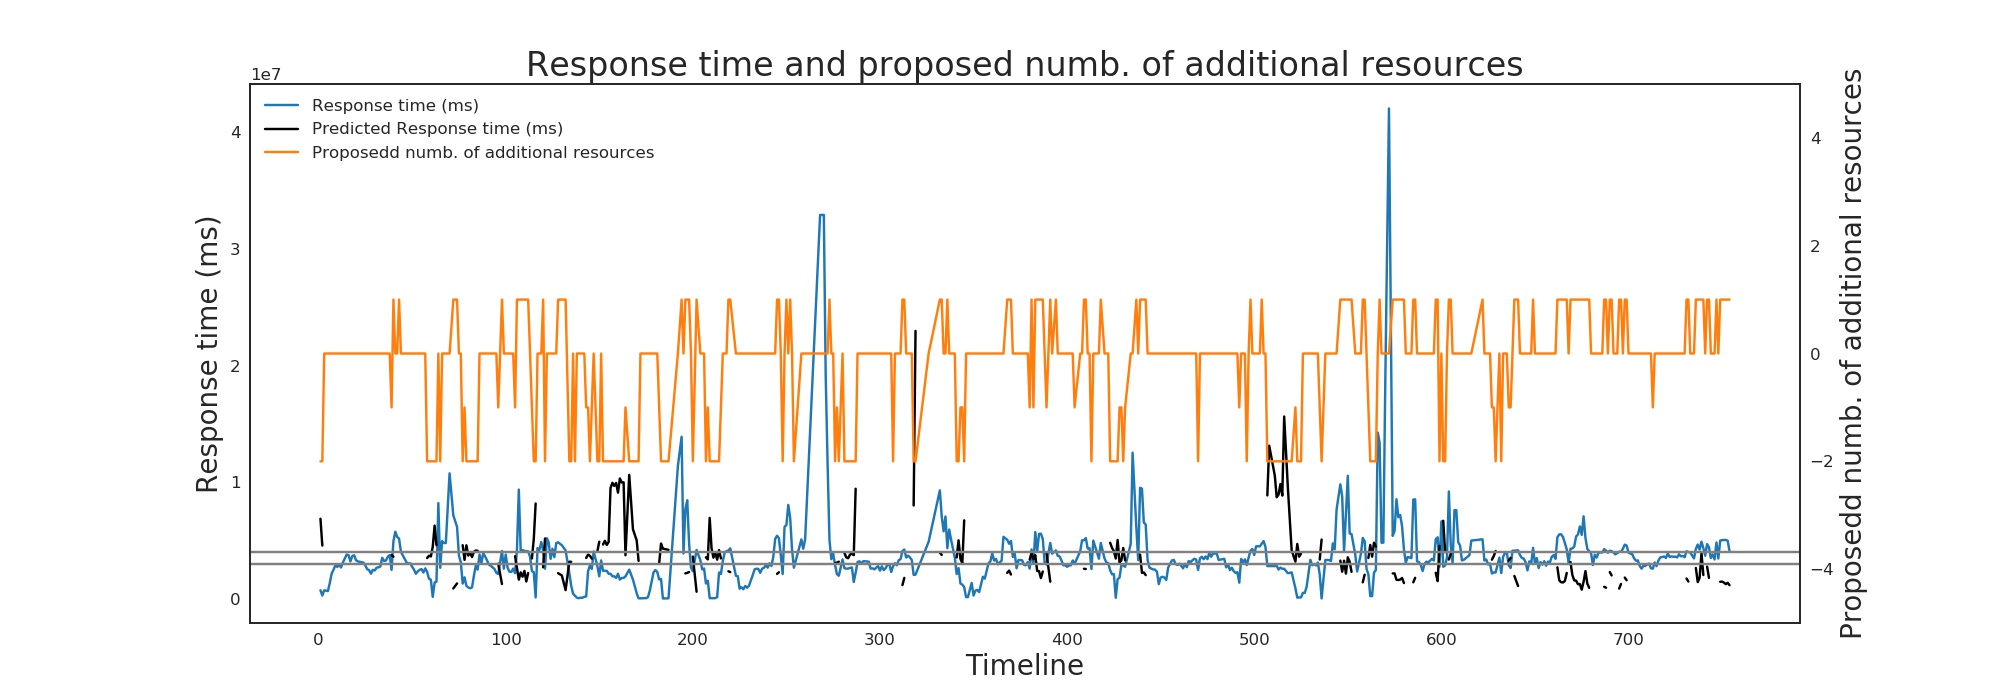 Response time and proposed numb. of additional resources
1e7
Response time (ms)
Predicted Response time (ms)
Proposedd numb. of additional resources
4
3
2
1
0
Response time (ms)
4
2
0
−2
−4
Proposedd numb. of additional resources
0 100 200 300 400 500 600 700
Timeline